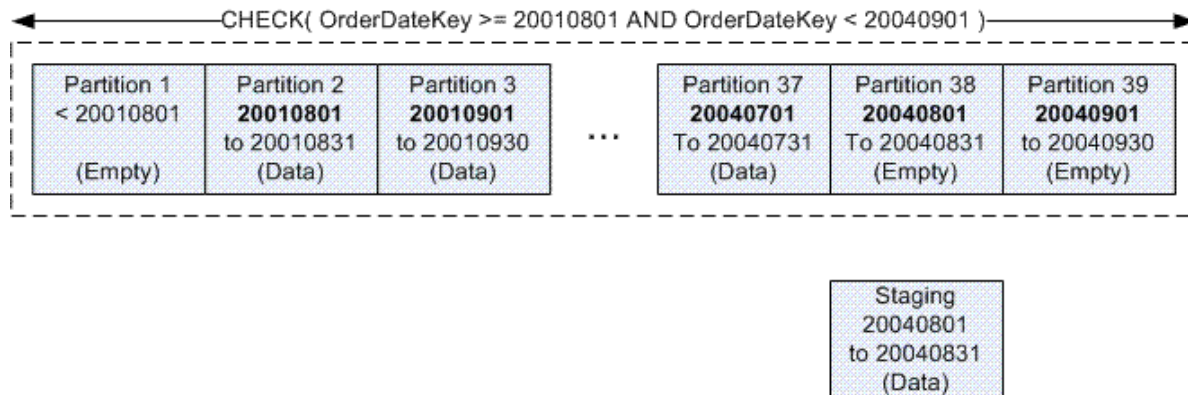 CHECK( OrderDateKey >= 20010801 AND OrderDateKey < 20040901 )
Partition 1
< 20010801
(Empty)
Partition 2
20010801
to 20010831
(Data)
Partition 3
20010901
to 20010930
(Data)
...
Partition 37
20040701
To 20040731
(Data)
Partition 38
20040801
To 20040831
(Empty)
Partition 39
20040901
to 20040930
(Empty)
Staging
20040801
to 20040831
(Data)